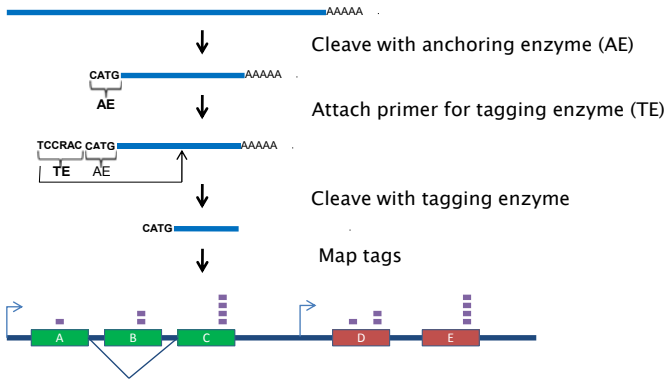 AAAAA .
Cleave with anchoring enzyme (AE)
CATG AAAAA .
AE
Attach primer for tagging enzyme (TE)
TCCRAC CATG AAAAA .
TE AE
Cleave with tagging enzyme
CATG .
Map tags
A B C D E